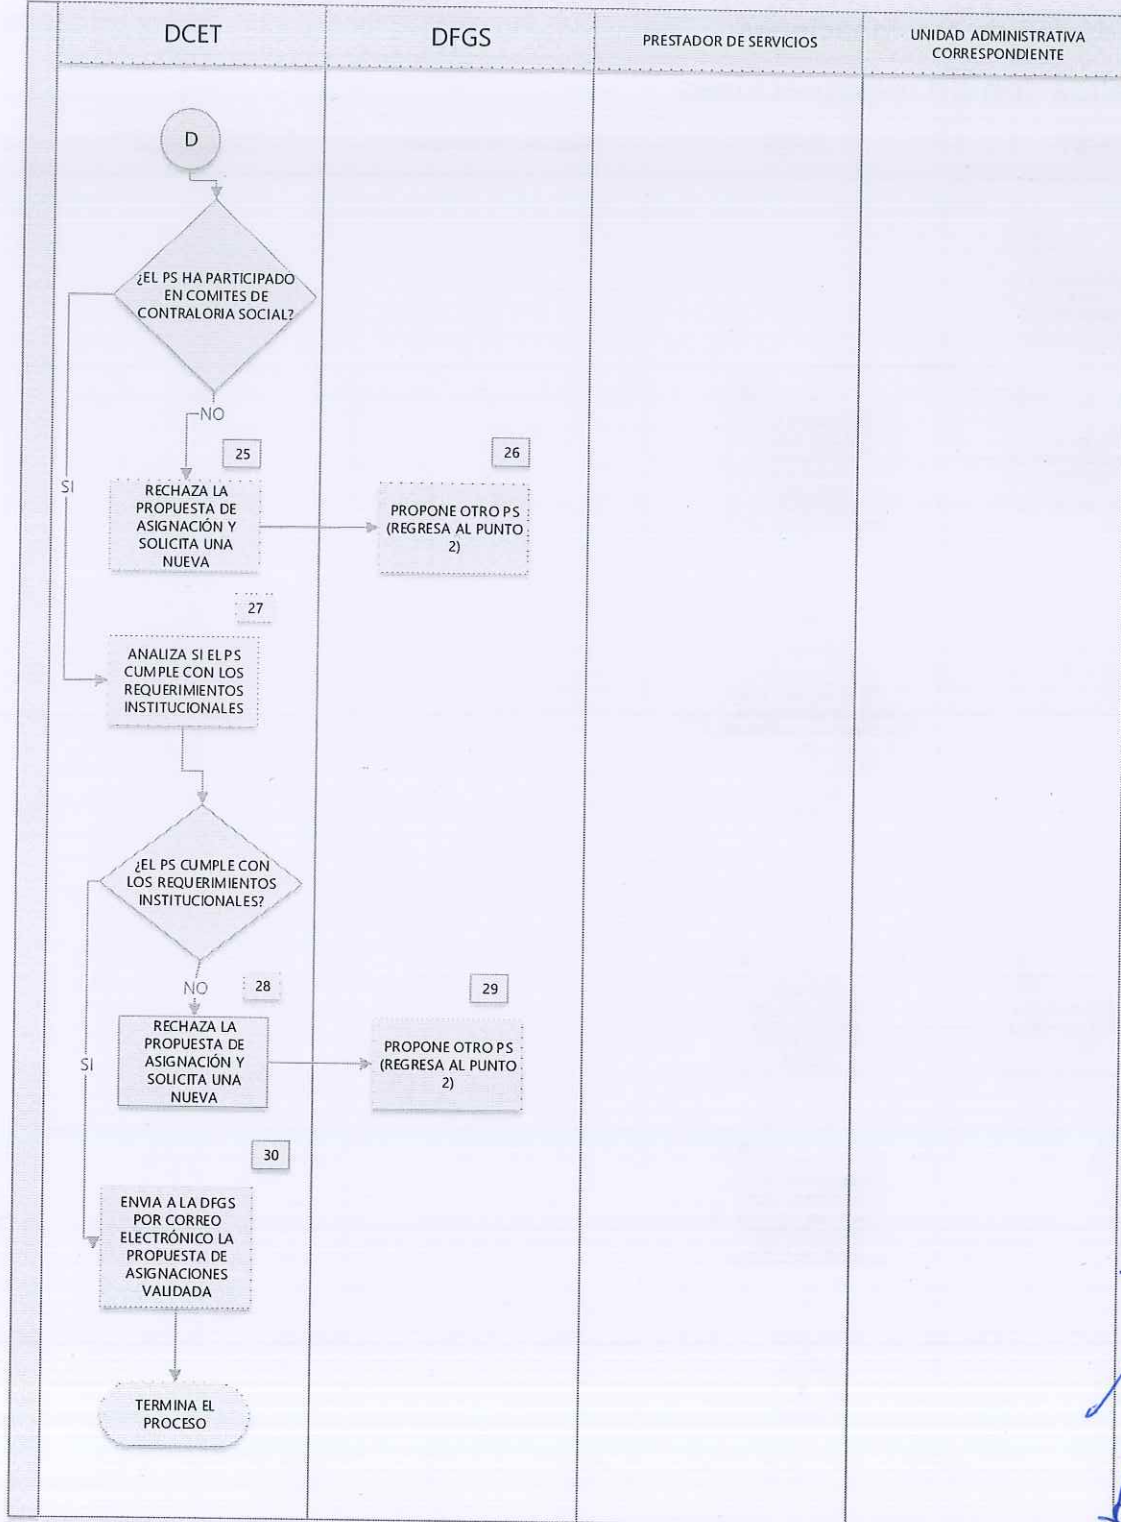 DCET
DFGS
PRESTADOR DE SERVICIOS
UNIDAD ADMINISTRATIVA
CORRESPONDIENTE
D
¿EL PS HA PARTICIPADO
EN COMITES DE
CONTRALORIA SOCIAL?
NO
SI
25
RECHAZA LA
PROPUESTA DE
ASIGNACIÓN Y
SOLICITA UNA
NUEVA
26
PROPONE OTRO PS
(REGRESA AL PUNTO
2)
27
ANALIZA SI EL PS
CUMPLE CON LOS
REQUERIMIENTOS
INSTITUCIONALES
¿EL PS CUMPLE CON
LOS REQUERIMIENTOS
INSTITUCIONALES?
NO
SI
28
RECHAZA LA
PROPUESTA DE
ASIGNACIÓN Y
SOLICITA UNA
NUEVA
29
PROPONE OTRO PS
(REGRESA AL PUNTO
2)
30
ENVIA A LA DFGS
POR CORREO
ELECTRÓNICO LA
PROPUESTA DE
ASIGNACIONES
VALIDADA
TERMINA EL
PROCESO